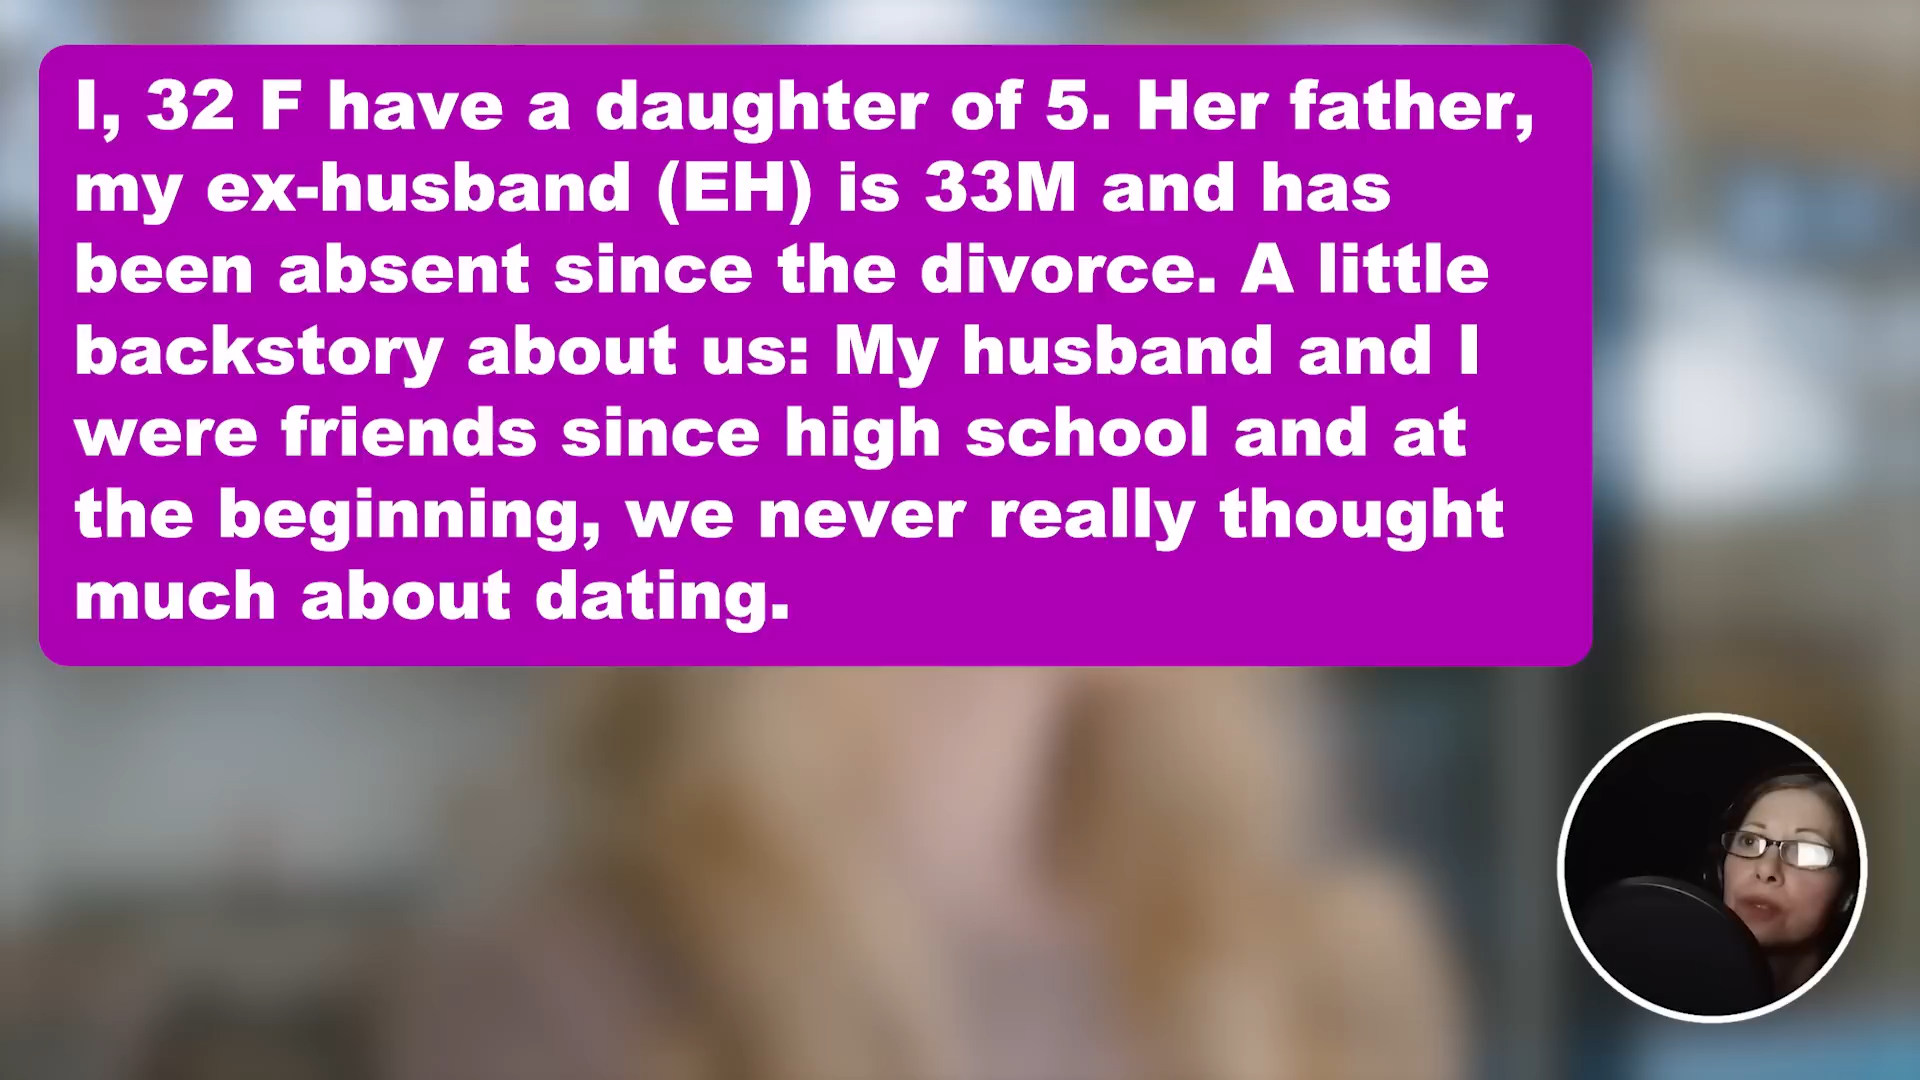 I, 32 F have a daughter of 5. Her father,
my ex-husband (EH) is 33M and has
been absent since the divorce. A little
backstory about us: My husband and I
were friends since high school and at
the beginning, we never really thought
much about dating.